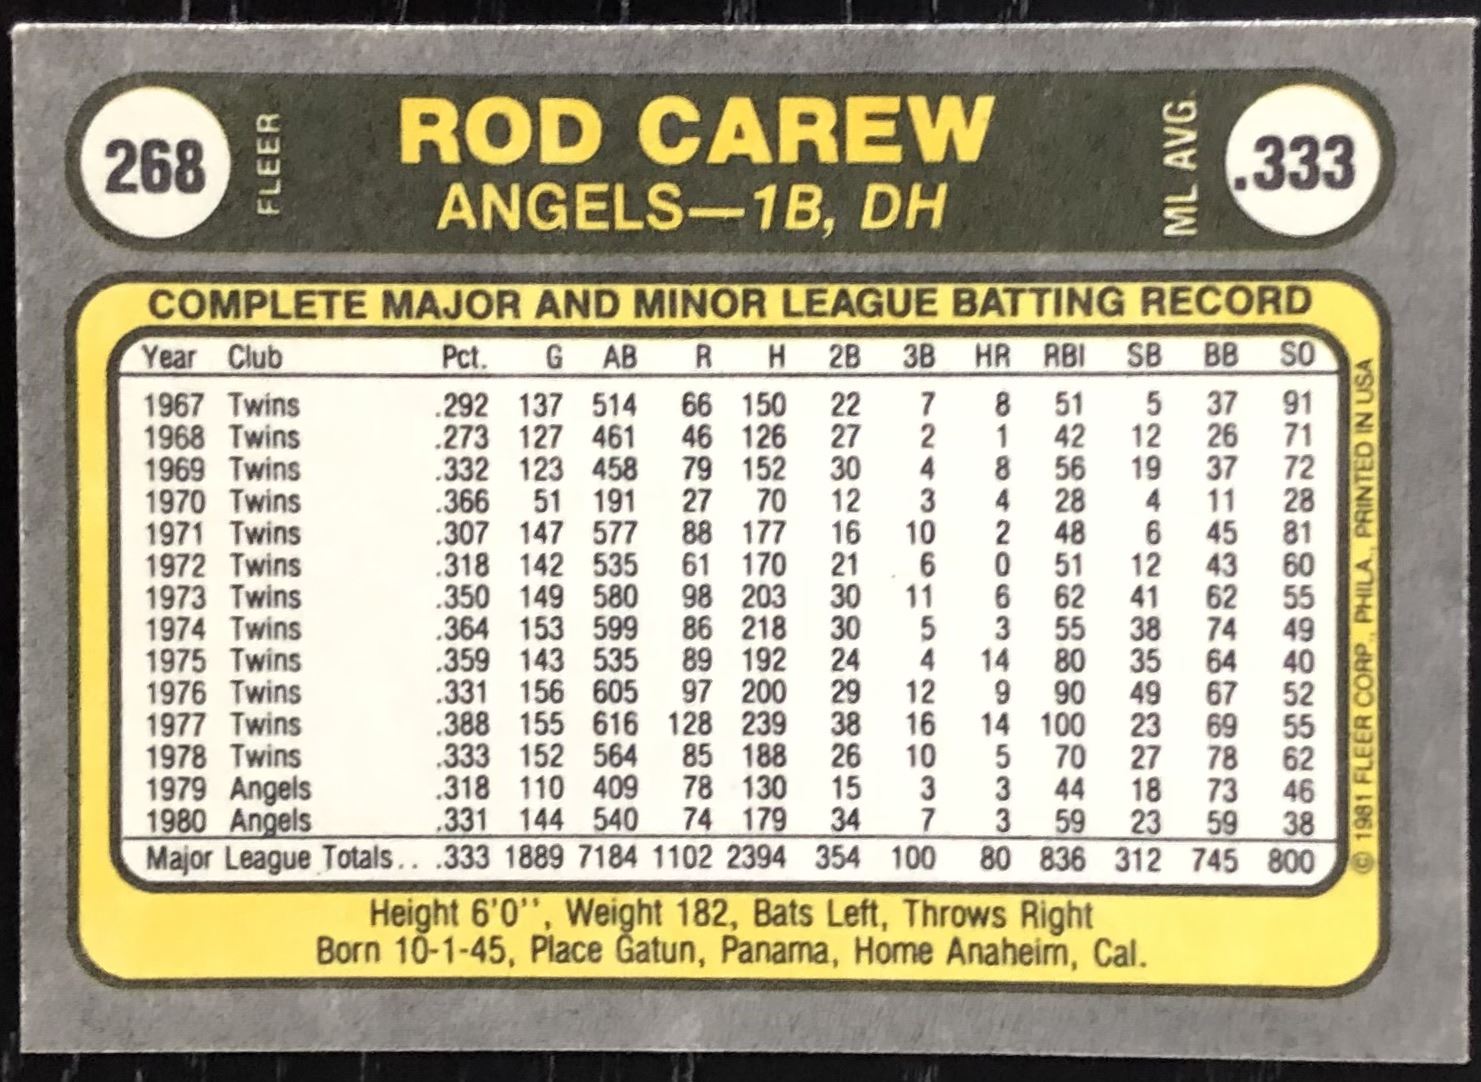 268 FLEER ROD CAREW ML AVG. .333
ANGELS—1B, DH
COMPLETE MAJOR AND MINOR LEAGUE BATTING RECORD
Year Club Pct. G AB R H 2B 3B HR RBI SB BB SO
1967 Twins .292 137 514 66 150 22 7 8 51 5 37 91
1968 Twins .273 127 461 46 126 27 2 1 42 12 26 71
1969 Twins .332 123 458 79 152 30 4 8 56 19 37 72
1970 Twins .366 51 191 27 70 12 3 4 28 4 11 28
1971 Twins .307 147 577 88 177 16 10 2 48 6 45 81
1972 Twins .318 142 535 61 170 21 6 0 51 12 43 60
1973 Twins .350 149 580 98 203 30 11 6 62 41 62 55
1974 Twins .364 153 599 86 218 30 5 3 55 38 74 49
1975 Twins .359 143 535 89 192 24 4 14 80 35 64 40
1976 Twins .331 156 605 97 200 29 12 9 90 49 67 52
1977 Twins .388 155 616 128 239 38 16 14 100 23 69 55
1978 Twins .333 152 564 85 188 26 10 5 70 27 78 62
1979 Angels .318 110 409 78 130 15 3 3 44 18 73 46
1980 Angels .331 144 540 74 179 34 7 3 59 23 59 38
Major League Totals.. .333 1889 7184 1102 2394 354 100 80 836 312 745 800
© 1981 FLEER CORP., PHILA., PRINTED IN USA
Height 6'0'', Weight 182, Bats Left, Throws Right
Born 10-1-45, Place Gatun, Panama, Home Anaheim, Cal.